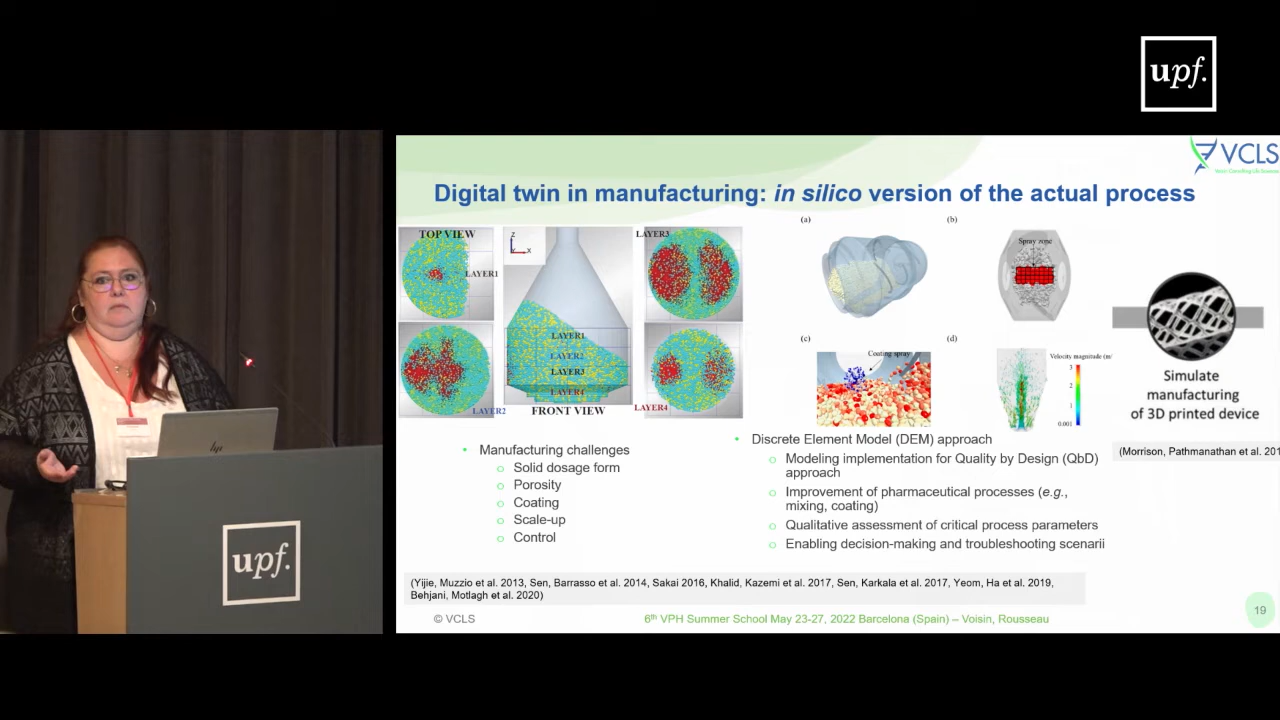 upf.
VCLS
Digital twin in manufacturing: in silico version of the actual process
TOP VIEW
LAYER1
LAYER2
z
x
LAYER1
LAYER2
LAYER3
LAYER4
FRONT VIEW
LAYER3
LAYER4
(a)
(b)
Spray zone
(c)
Coating spray
(d)
Velocity magnitude (m/
3
2
1
0.001
Simulate
manufacturing
of 3D printed device
(Morrison, Pathmanathan et al. 201
• Manufacturing challenges
o Solid dosage form
o Porosity
o Coating
o Scale-up
o Control
• Discrete Element Model (DEM) approach
o Modeling implementation for Quality by Design (QbD)
approach
o Improvement of pharmaceutical processes (e.g.,
mixing, coating)
o Qualitative assessment of critical process parameters
o Enabling decision-making and troubleshooting scenarii
(Yijie, Muzzio et al. 2013, Sen, Barrasso et al. 2014, Sakai 2016, Khalid, Kazemi et al. 2017, Sen, Karkala et al. 2017, Yeom, Ha et al. 2019,
Behjani, Motlagh et al. 2020)
© VCLS
6th VPH Summer School May 23-27, 2022 Barcelona (Spain) – Voisin, Rousseau
19
hp
upf.